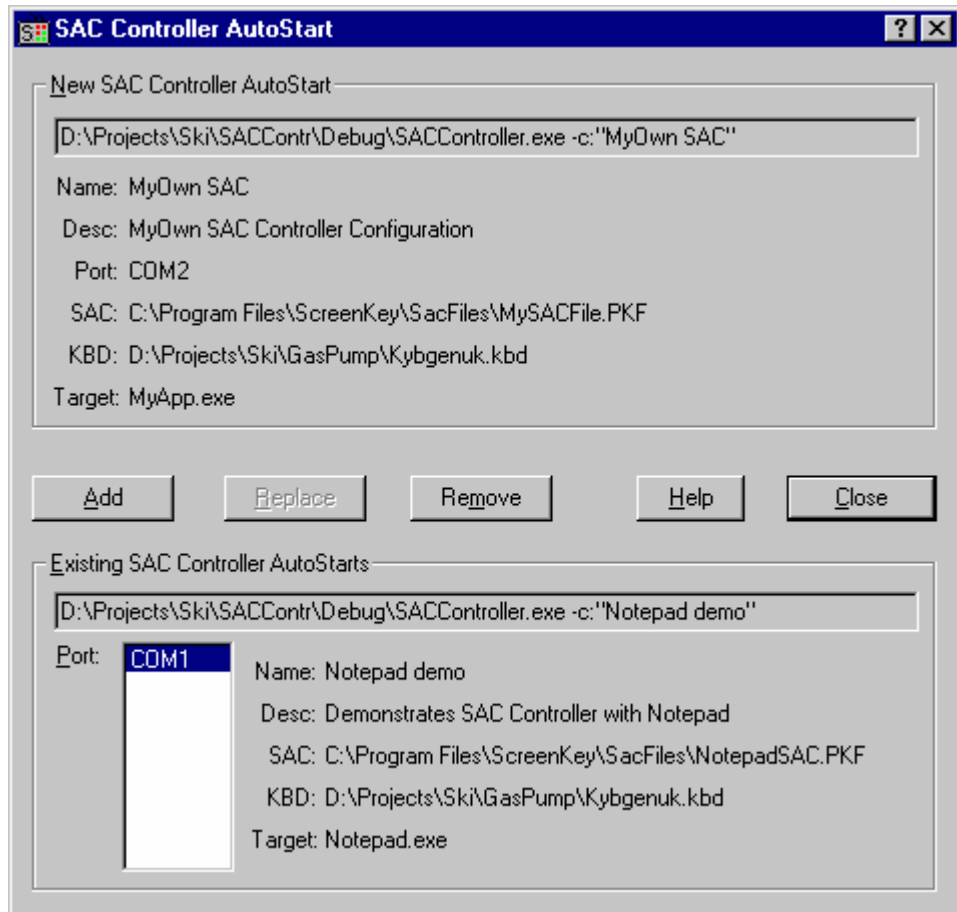 SAC Controller AutoStart
New SAC Controller AutoStart
D:\Projects\Ski\SACContr\Debug\SACController.exe -c:"MyOwn SAC"
Name: MyOwn SAC
Desc: MyOwn SAC Controller Configuration
Port: COM2
SAC: C:\Program Files\ScreenKey\SacFiles\MySACFile.PKF
KBD: D:\Projects\Ski\GasPump\Kybgenuk.kbd
Target: MyApp.exe
Add Replace Remove Help Close
Existing SAC Controller AutoStarts
D:\Projects\Ski\SACContr\Debug\SACController.exe -c:"Notepad demo"
Port: COM1
Name: Notepad demo
Desc: Demonstrates SAC Controller with Notepad
SAC: C:\Program Files\ScreenKey\SacFiles\NotepadSAC.PKF
KBD: D:\Projects\Ski\GasPump\Kybgenuk.kbd
Target: Notepad.exe